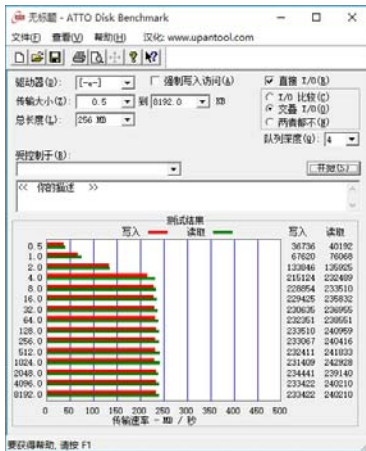 无标题 - ATTO Disk Benchmark
文件(F) 查看(V) 帮助(H) 汉化: www.upantool.com
驱动器(D): [-e-] 强制写入访问(A) 直接 I/O(R)
传输大小(Z): 0.5 到 8192.0 KB I/O 比较(C)
总长度(L): 256 MB 交叠 I/O(O)
两者都不(N)
队列深度(Q): 4
受控制于(B):
开始(S)
<< 你的描述 >>
测试结果
写入 读取 写入 读取
0.5 36736 40192
1.0 67620 76068
2.0 133846 135925
4.0 215124 232489
8.0 228854 233510
16.0 229425 235832
32.0 230635 236955
64.0 232351 238551
128.0 233510 240959
256.0 233067 240416
512.0 232411 241833
1024.0 231409 242928
2048.0 234441 239140
4096.0 233422 240210
8192.0 233422 240210
0 50 100 150 200 250 300 350 400 450 500
传输速率 - MB / 秒
要获得帮助, 请按 F1